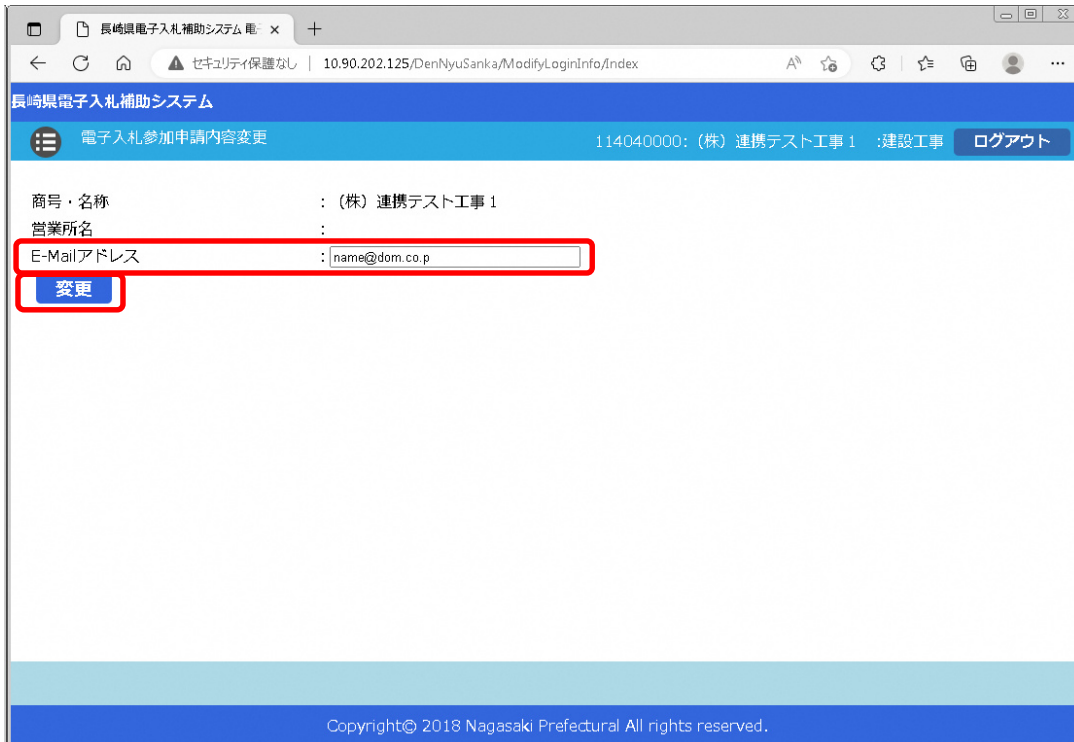 長崎県電子入札補助システム 電子
セキュリティ保護なし 10.90.202.125/DenNyuSanka/ModifyLoginInfo/Index
長崎県電子入札補助システム
電子入札参加申請内容変更 114040000:（株）連携テスト工事１ :建設工事 ログアウト
商号・名称 :（株）連携テスト工事１
営業所名 :
E-Mailアドレス : name@dom.co.p
変更
Copyright© 2018 Nagasaki Prefectural All rights reserved.